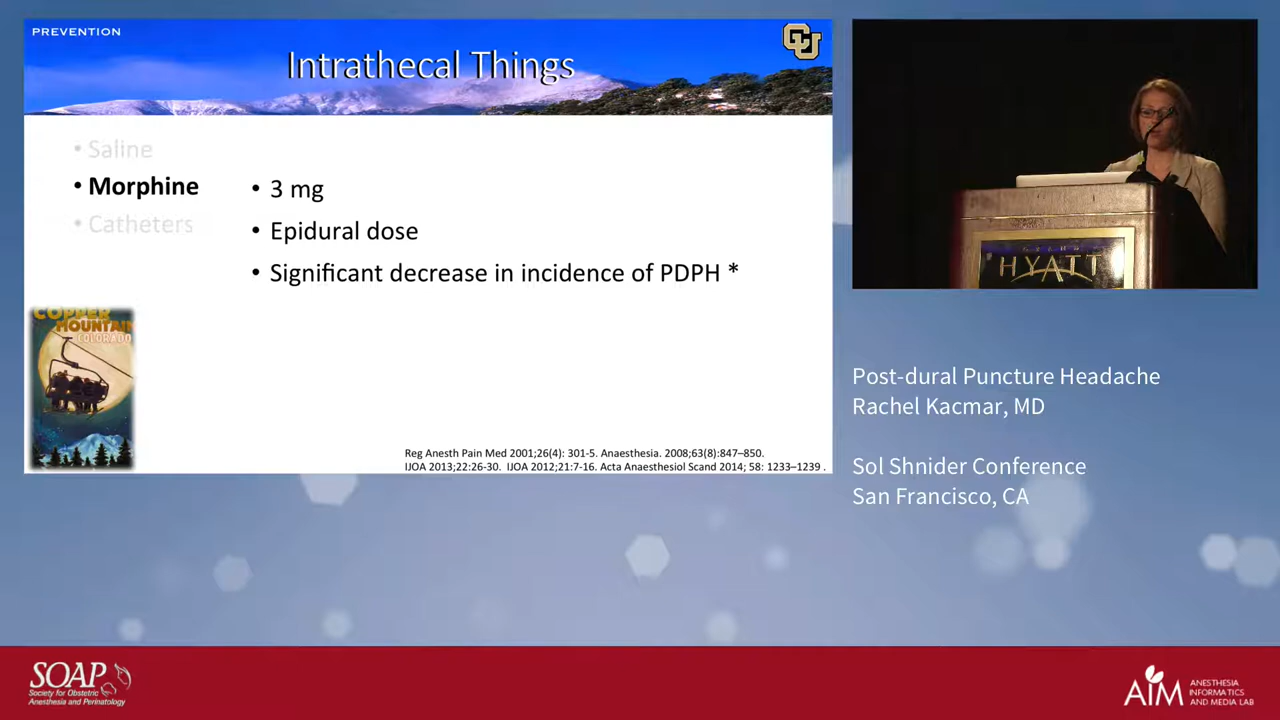 PREVENTION
Intrathecal Things
CU
• Saline
• Morphine
• Catheters
• 3 mg
• Epidural dose
• Significant decrease in incidence of PDPH *
COPPER
MOUNTAIN
COLORADO
Reg Anesth Pain Med 2001;26(4): 301-5. Anaesthesia. 2008;63(8):847–850.
IJOA 2013;22:26-30. IJOA 2012;21:7-16. Acta Anaesthesiol Scand 2014; 58: 1233–1239 .
GRAND
HYATT
Post-dural Puncture Headache
Rachel Kacmar, MD
Sol Shnider Conference
San Francisco, CA
SOAP
Society for Obstetric
Anesthesia and Perinatology
AIM
ANESTHESIA
INFORMATICS
AND MEDIA LAB